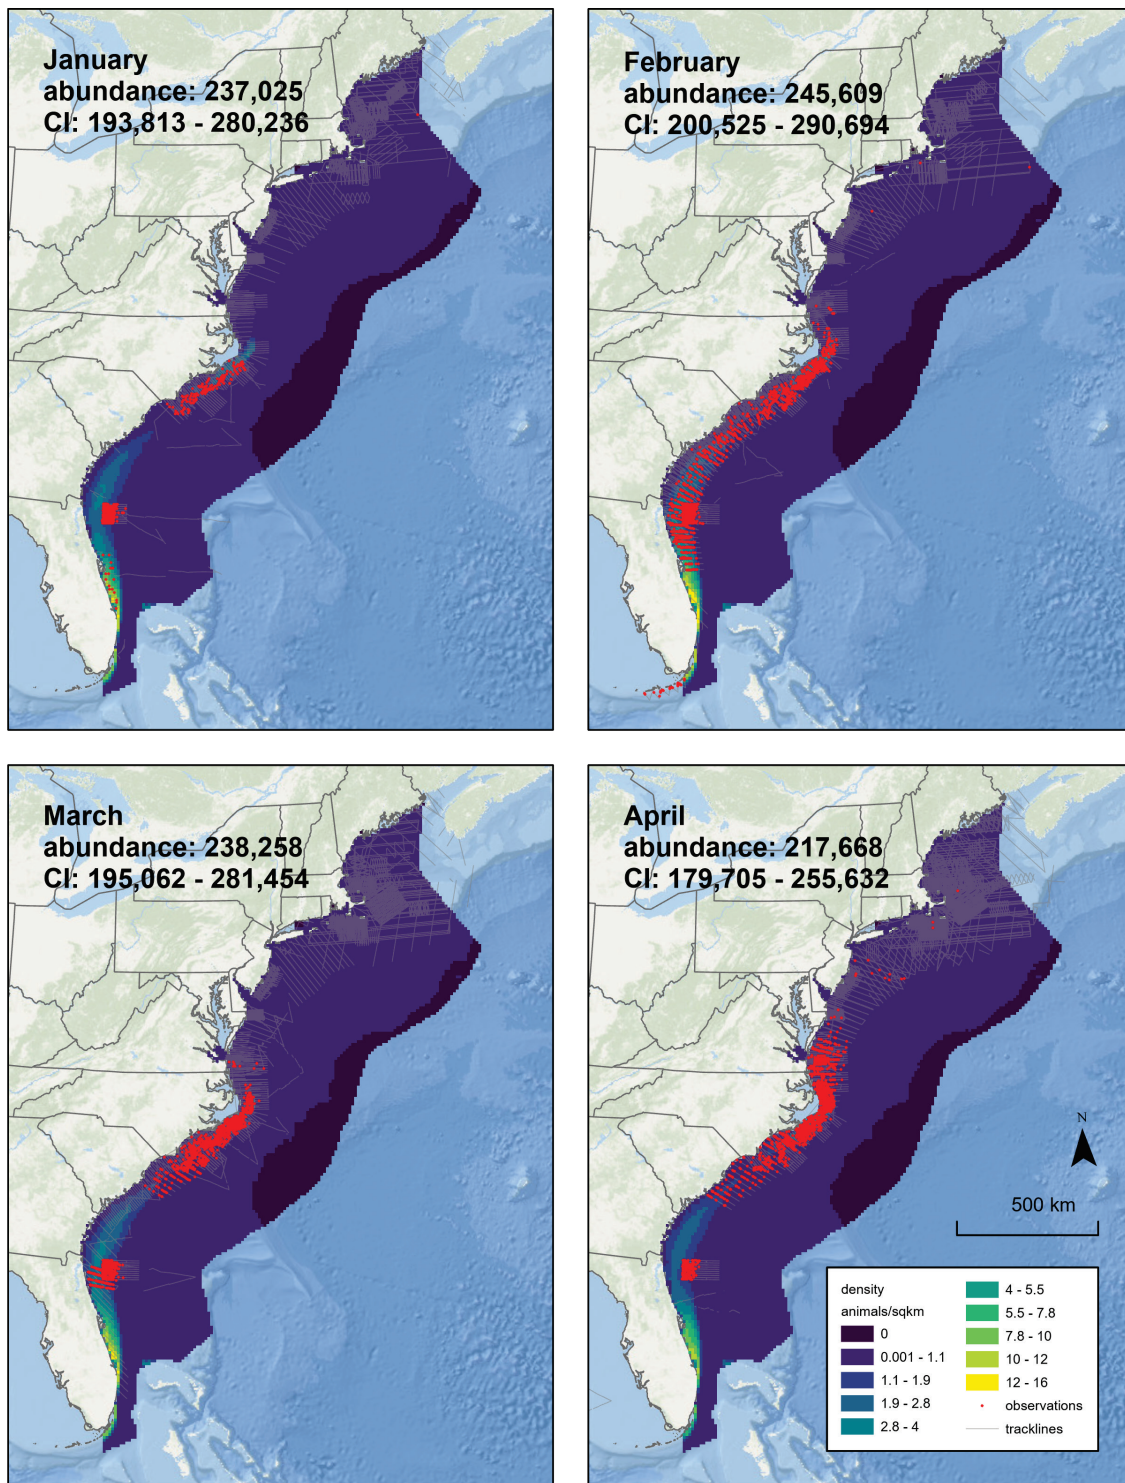 January
abundance: 237,025
CI: 193,813 - 280,236
February
abundance: 245,609
CI: 200,525 - 290,694
March
abundance: 238,258
CI: 195,062 - 281,454
April
abundance: 217,668
CI: 179,705 - 255,632
N
500 km
density
animals/sqkm
0
0.001 - 1.1
1.1 - 1.9
1.9 - 2.8
2.8 - 4
4 - 5.5
5.5 - 7.8
7.8 - 10
10 - 12
12 - 16
observations
tracklines